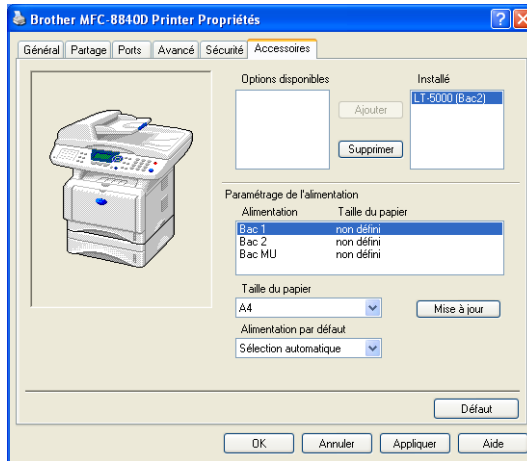 Brother MFC-8840D Printer Propriétés
Général Partage Ports Avancé Sécurité Accessoires
Options disponibles Installé
LT-5000 (Bac2)
Ajouter
Supprimer
Paramétrage de l'alimentation
Alimentation Taille du papier
Bac 1 non défini
Bac 2 non défini
Bac MU non défini
Taille du papier
A4 Mise à jour
Alimentation par défaut
Sélection automatique
Défaut
OK Annuler Appliquer Aide